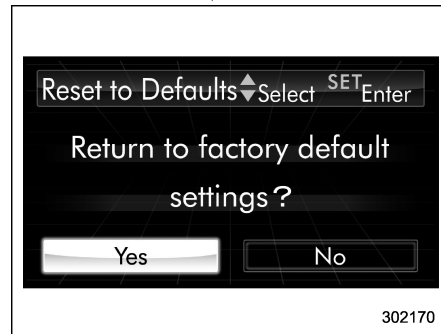 Reset to Defaults Select SET Enter
Return to factory default
settings?
Yes No
302170